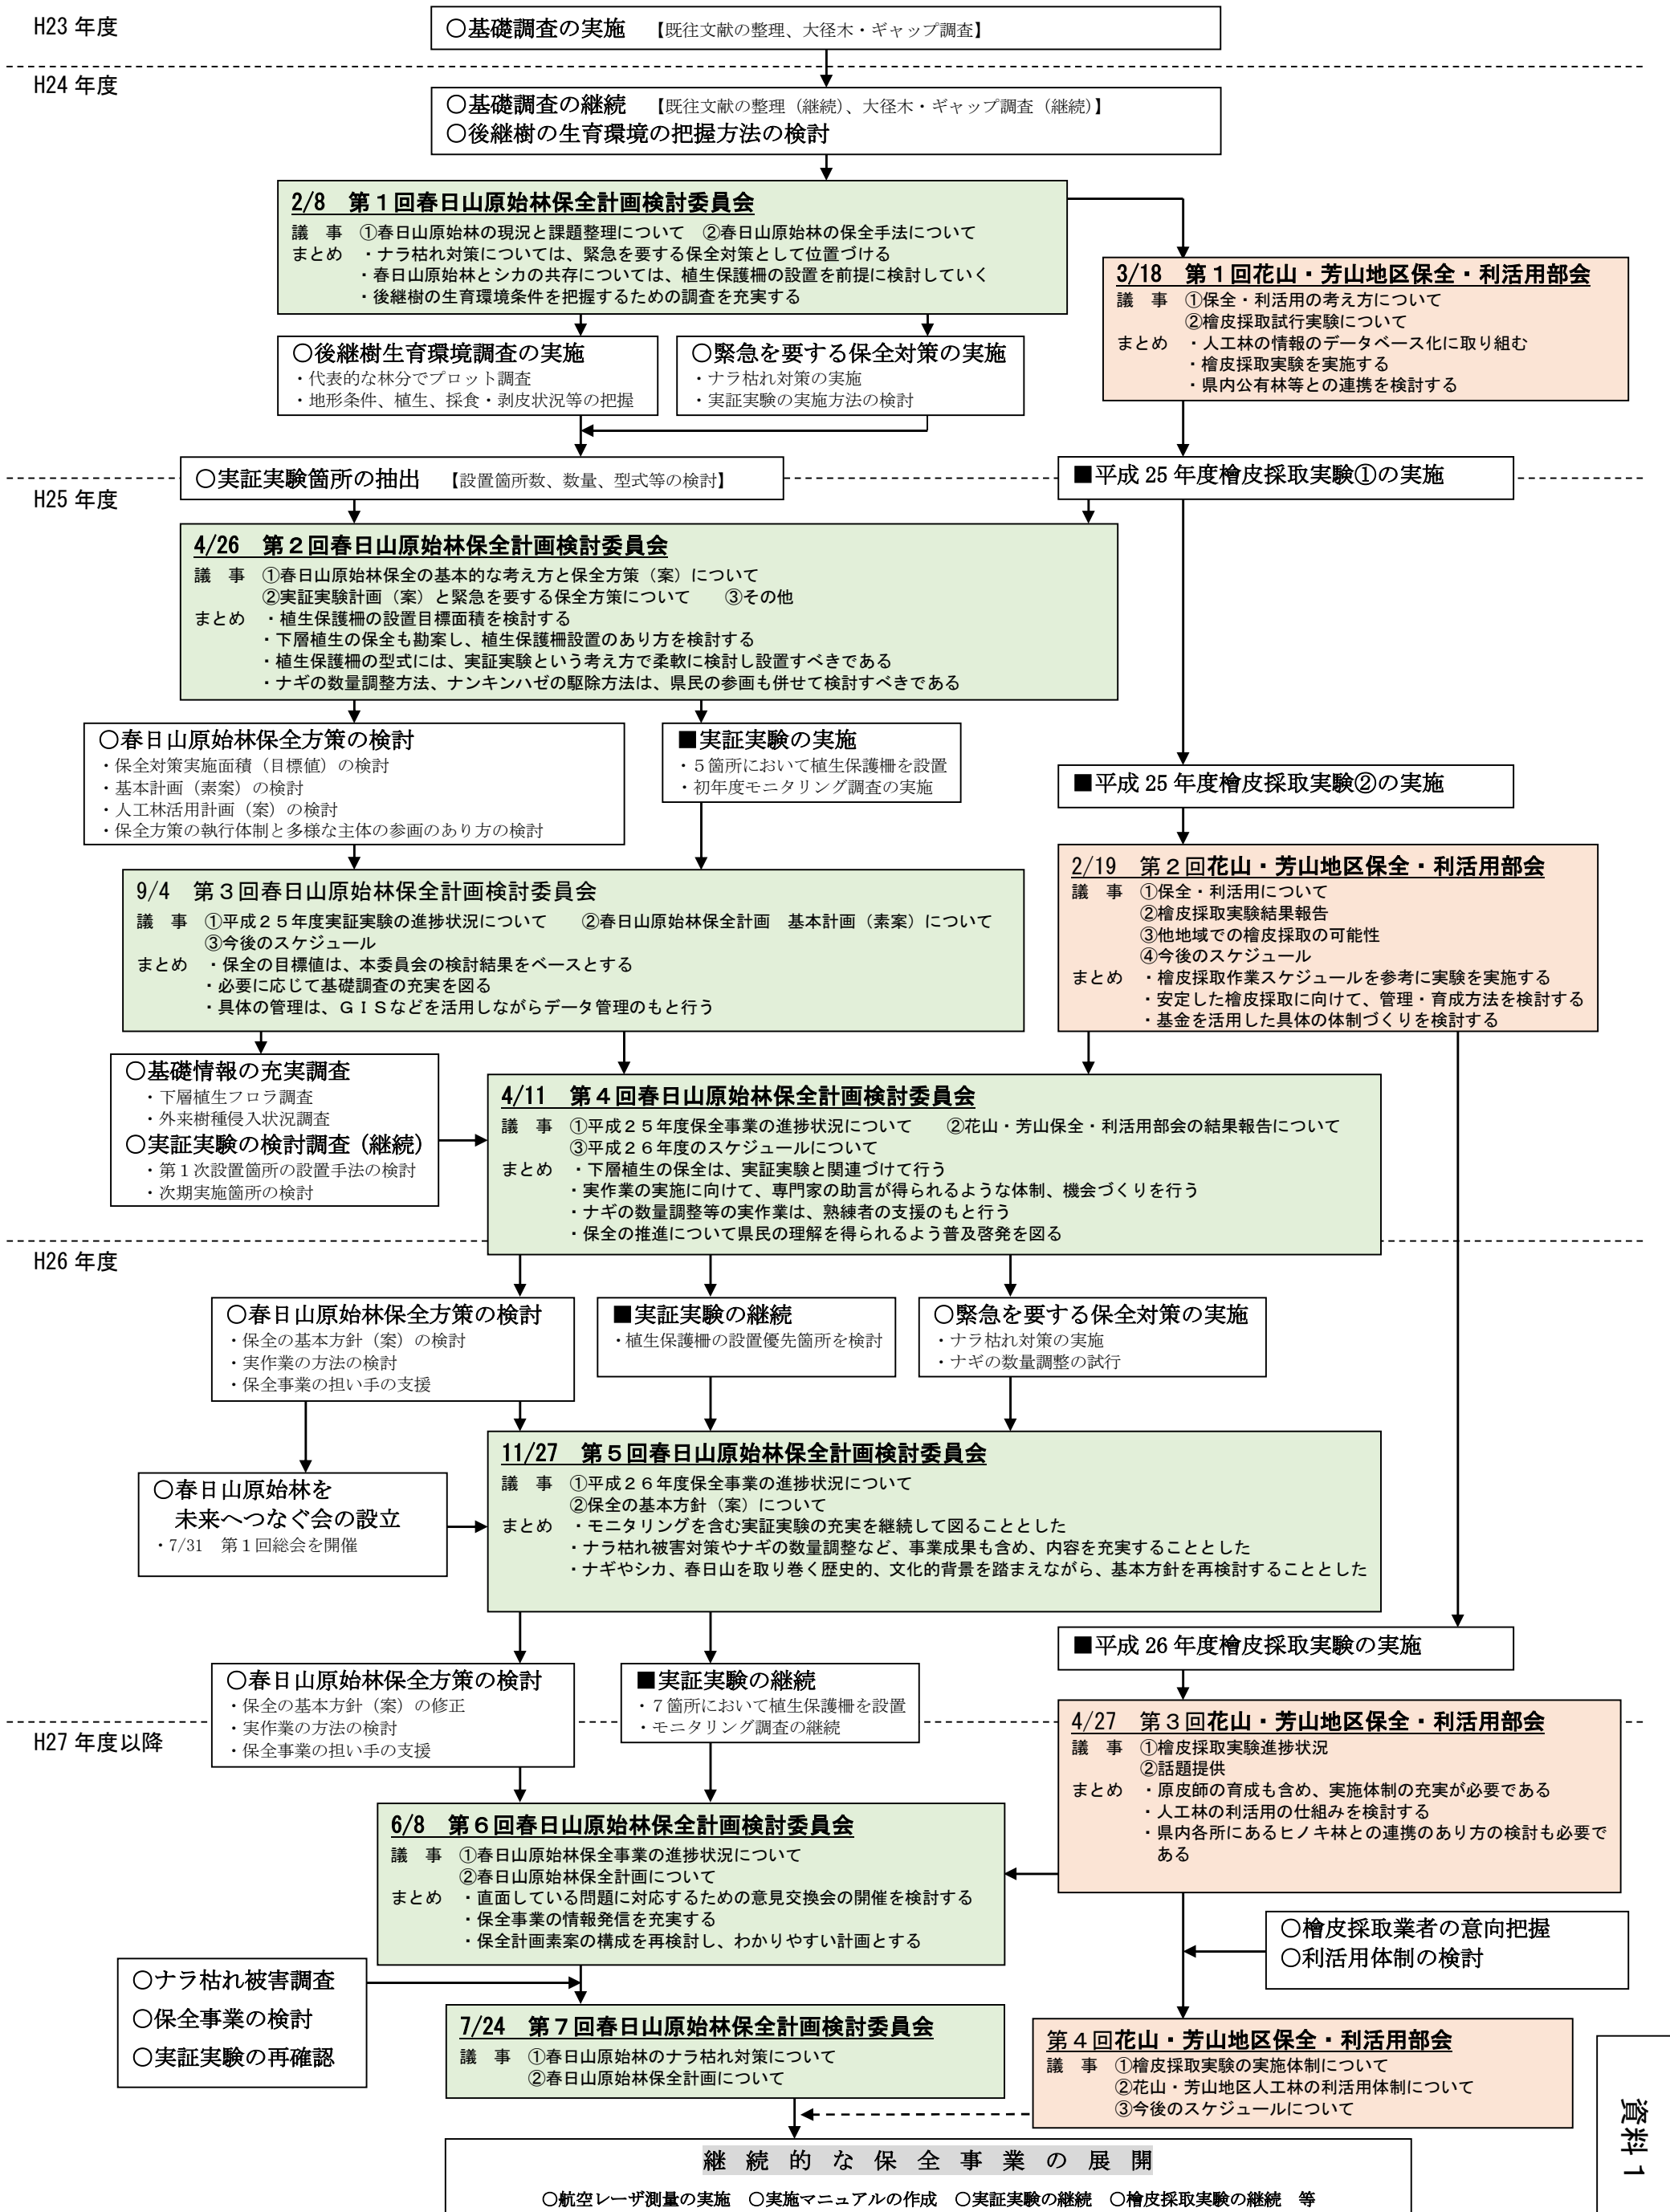 H23 年度
〇基礎調査の実施　【既往文献の整理、大径木・ギャップ調査】
H24 年度
〇基礎調査の継続　【既往文献の整理（継続）、大径木・ギャップ調査（継続）】
〇後継樹の生育環境の把握方法の検討
2/8　第１回春日山原始林保全計画検討委員会
議　事　①春日山原始林の現況と課題整理について　②春日山原始林の保全手法について
まとめ　・ナラ枯れ対策については、緊急を要する保全対策として位置づける
・春日山原始林とシカの共存については、植生保護柵の設置を前提に検討していく
・後継樹の生育環境条件を把握するための調査を充実する
3/18　第１回花山・芳山地区保全・利活用部会
議　事　①保全・利活用の考え方について
②檜皮採取試行実験について
まとめ　・人工林の情報のデータベース化に取り組む
・檜皮採取実験を実施する
・県内公有林等との連携を検討する
〇後継樹生育環境調査の実施
・代表的な林分でプロット調査
・地形条件、植生、採食・剥皮状況等の把握
〇緊急を要する保全対策の実施
・ナラ枯れ対策の実施
・実証実験の実施方法の検討
〇実証実験箇所の抽出　【設置箇所数、数量、型式等の検討】
■平成 25 年度檜皮採取実験①の実施
H25 年度
4/26　第２回春日山原始林保全計画検討委員会
議　事　①春日山原始林保全の基本的な考え方と保全方策（案）について
②実証実験計画（案）と緊急を要する保全方策について　　③その他
まとめ　・植生保護柵の設置目標面積を検討する
・下層植生の保全も勘案し、植生保護柵設置のあり方を検討する
・植生保護柵の型式には、実証実験という考え方で柔軟に検討し設置すべきである
・ナギの数量調整方法、ナンキンハゼの駆除方法は、県民の参画も併せて検討すべきである
〇春日山原始林保全方策の検討
・保全対策実施面積（目標値）の検討
・基本計画（素案）の検討
・人工林活用計画（案）の検討
・保全方策の執行体制と多様な主体の参画のあり方の検討
■実証実験の実施
・５箇所において植生保護柵を設置
・初年度モニタリング調査の実施
■平成 25 年度檜皮採取実験②の実施
9/4　第３回春日山原始林保全計画検討委員会
議　事　①平成２５年度実証実験の進捗状況について　　②春日山原始林保全計画　基本計画（素案）について
③今後のスケジュール
まとめ　・保全の目標値は、本委員会の検討結果をベースとする
・必要に応じて基礎調査の充実を図る
・具体の管理は、ＧＩＳなどを活用しながらデータ管理のもと行う
2/19　第２回花山・芳山地区保全・利活用部会
議　事　①保全・利活用について
②檜皮採取実験結果報告
③他地域での檜皮採取の可能性
④今後のスケジュール
まとめ　・檜皮採取作業スケジュールを参考に実験を実施する
・安定した檜皮採取に向けて、管理・育成方法を検討する
・基金を活用した具体の体制づくりを検討する
〇基礎情報の充実調査
・下層植生フロラ調査
・外来樹種侵入状況調査
〇実証実験の検討調査（継続）
・第１次設置箇所の設置手法の検討
・次期実施箇所の検討
4/11　第４回春日山原始林保全計画検討委員会
議　事　①平成２５年度保全事業の進捗状況について　　②花山・芳山保全・利活用部会の結果報告について
③平成２６年度のスケジュールについて
まとめ　・下層植生の保全は、実証実験と関連づけて行う
・実作業の実施に向けて、専門家の助言が得られるような体制、機会づくりを行う
・ナギの数量調整等の実作業は、熟練者の支援のもと行う
・保全の推進について県民の理解を得られるよう普及啓発を図る
H26 年度
〇春日山原始林保全方策の検討
・保全の基本方針（案）の検討
・実作業の方法の検討
・保全事業の担い手の支援
■実証実験の継続
・植生保護柵の設置優先箇所を検討
〇緊急を要する保全対策の実施
・ナラ枯れ対策の実施
・ナギの数量調整の試行
〇春日山原始林を
未来へつなぐ会の設立
・7/31　第１回総会を開催
11/27　第５回春日山原始林保全計画検討委員会
議　事　①平成２６年度保全事業の進捗状況について
②保全の基本方針（案）について
まとめ　・モニタリングを含む実証実験の充実を継続して図ることとした
・ナラ枯れ被害対策やナギの数量調整など、事業成果も含め、内容を充実することとした
・ナギやシカ、春日山を取り巻く歴史的、文化的背景を踏まえながら、基本方針を再検討することとした
■平成 26 年度檜皮採取実験の実施
〇春日山原始林保全方策の検討
・保全の基本方針（案）の修正
・実作業の方法の検討
・保全事業の担い手の支援
■実証実験の継続
・７箇所において植生保護柵を設置
・モニタリング調査の継続
H27 年度以降
4/27　第３回花山・芳山地区保全・利活用部会
議　事　①檜皮採取実験進捗状況
②話題提供
まとめ　・原皮師の育成も含め、実施体制の充実が必要である
・人工林の利活用の仕組みを検討する
・県内各所にあるヒノキ林との連携のあり方の検討も必要で
ある
6/8　第６回春日山原始林保全計画検討委員会
議　事　①春日山原始林保全事業の進捗状況について
②春日山原始林保全計画について
まとめ　・直面している問題に対応するための意見交換会の開催を検討する
・保全事業の情報発信を充実する
・保全計画素案の構成を再検討し、わかりやすい計画とする
〇檜皮採取業者の意向把握
〇利活用体制の検討
〇ナラ枯れ被害調査
〇保全事業の検討
〇実証実験の再確認
7/24　第７回春日山原始林保全計画検討委員会
議　事　①春日山原始林のナラ枯れ対策について
②春日山原始林保全計画について
第４回花山・芳山地区保全・利活用部会
議　事　①檜皮採取実験の実施体制について
②花山・芳山地区人工林の利活用体制について
③今後のスケジュールについて
資料１
継続的な保全事業の展開
〇航空レーザ測量の実施　〇実施マニュアルの作成　〇実証実験の継続　〇檜皮採取実験の継続　等